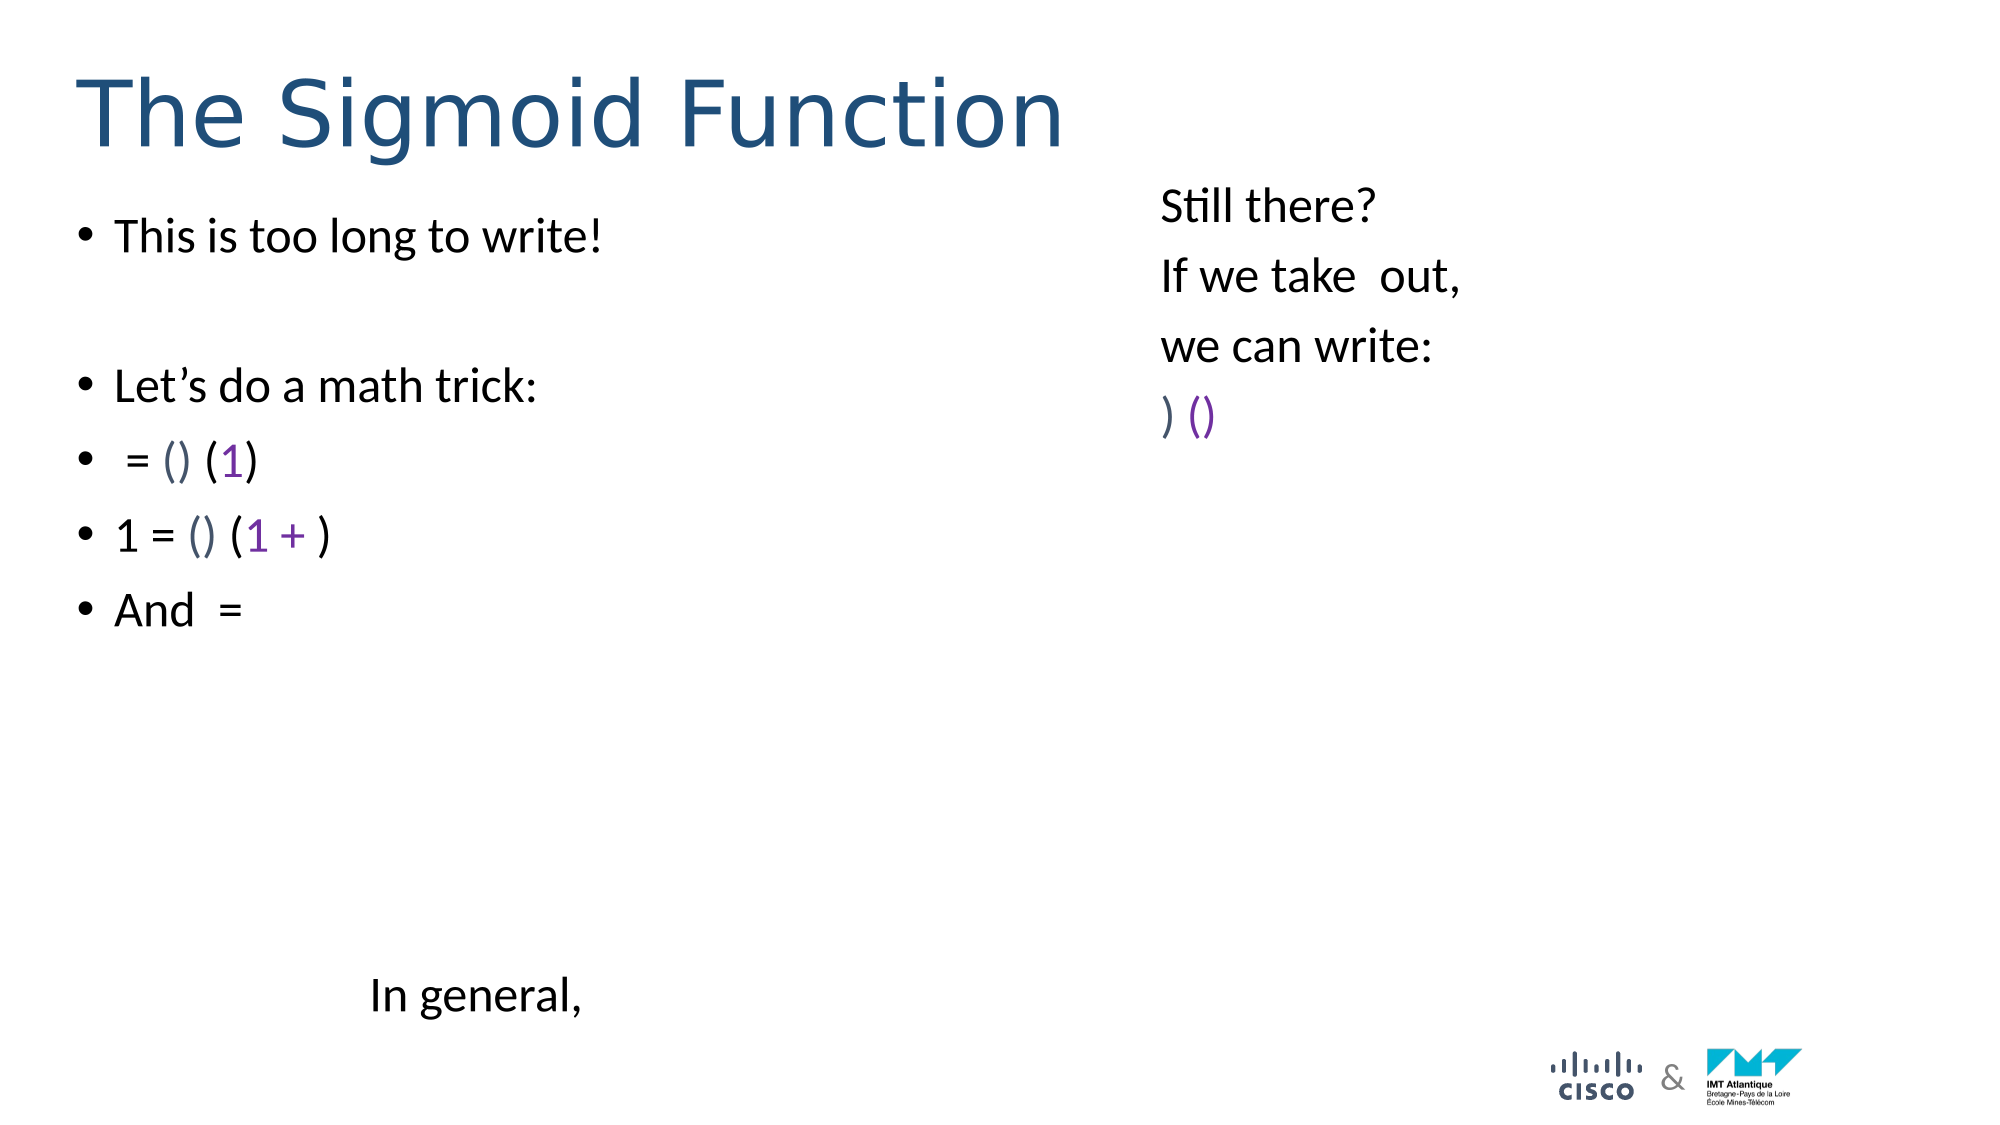 The Sigmoid Function
• This is too long to write!
• Let’s do a math trick:
• = () (1)
• 1 = () (1 + )
• And =
Still there?
If we take out,
we can write:
) ()
In general,
CISCO & IMT Atlantique
Bretagne-Pays de la Loire
École Mines-Télécom